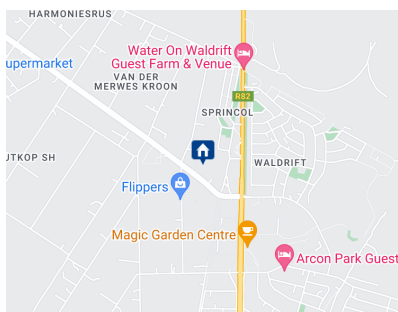 HARMONIESRUS
Water On Waldrift
Guest Farm & Venue
upermarket
VAN DER
MERWES KROON
R82
SPRINCOL
UTKOP SH
WALDRIFT
Flippers
Magic Garden Centre
Arcon Park Guest